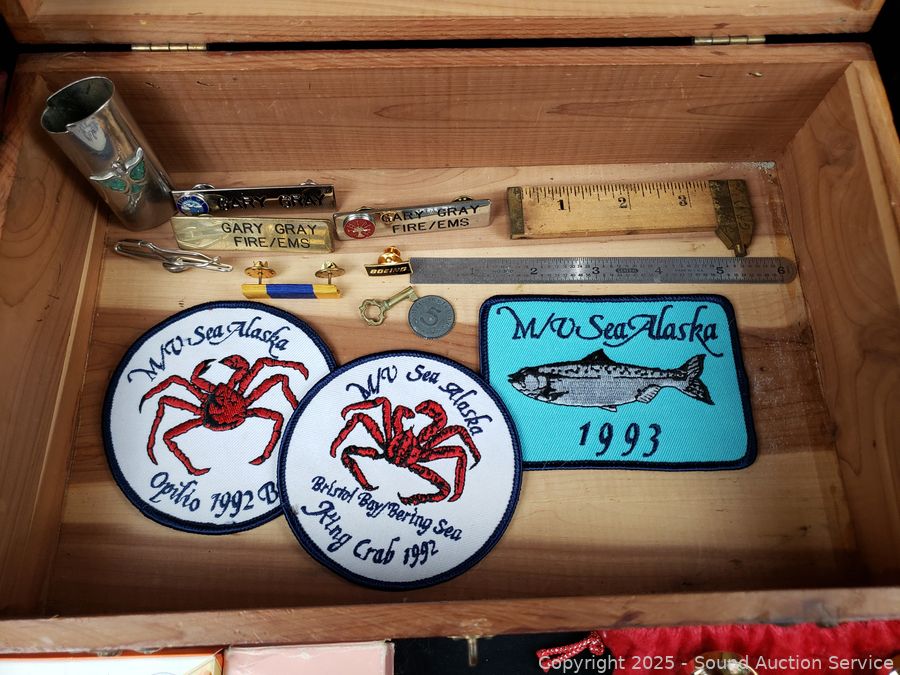 GARY GRAY
GARY GRAY
FIRE/EMS
GARY GRAY
FIRE/EMS
1 2 3
BOEING
1 2 3 4 5 6
5
M/V Sea Alaska
Opilio 1992 B
M/V Sea Alaska
Bristol Bay/Bering Sea
King Crab 1992
M/V Sea Alaska
1993
Copyright © 2025 - Sound Auction Service